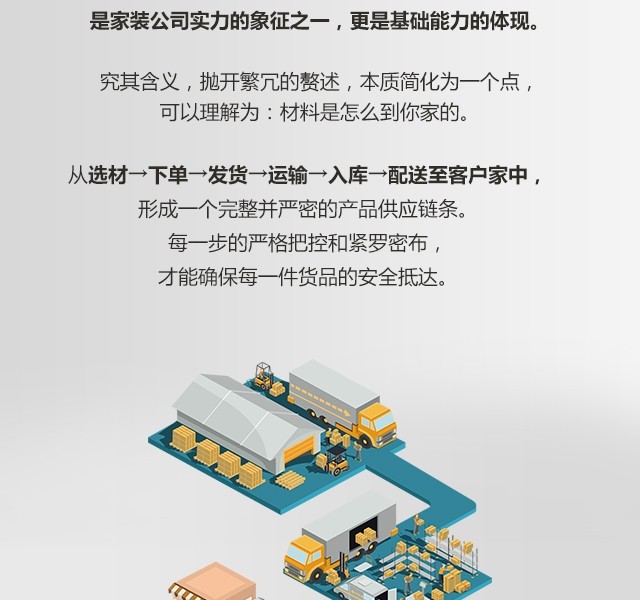 是家装公司实力的象征之一，更是基础能力的体现。
究其含义，抛开繁冗的赘述，本质简化为一个点，
可以理解为：材料是怎么到你家的。
从选材→下单→发货→运输→入库→配送至客户家中，
形成一个完整并严密的产品供应链条。
每一步的严格把控和紧罗密布，
才能确保每一件货品的安全抵达。